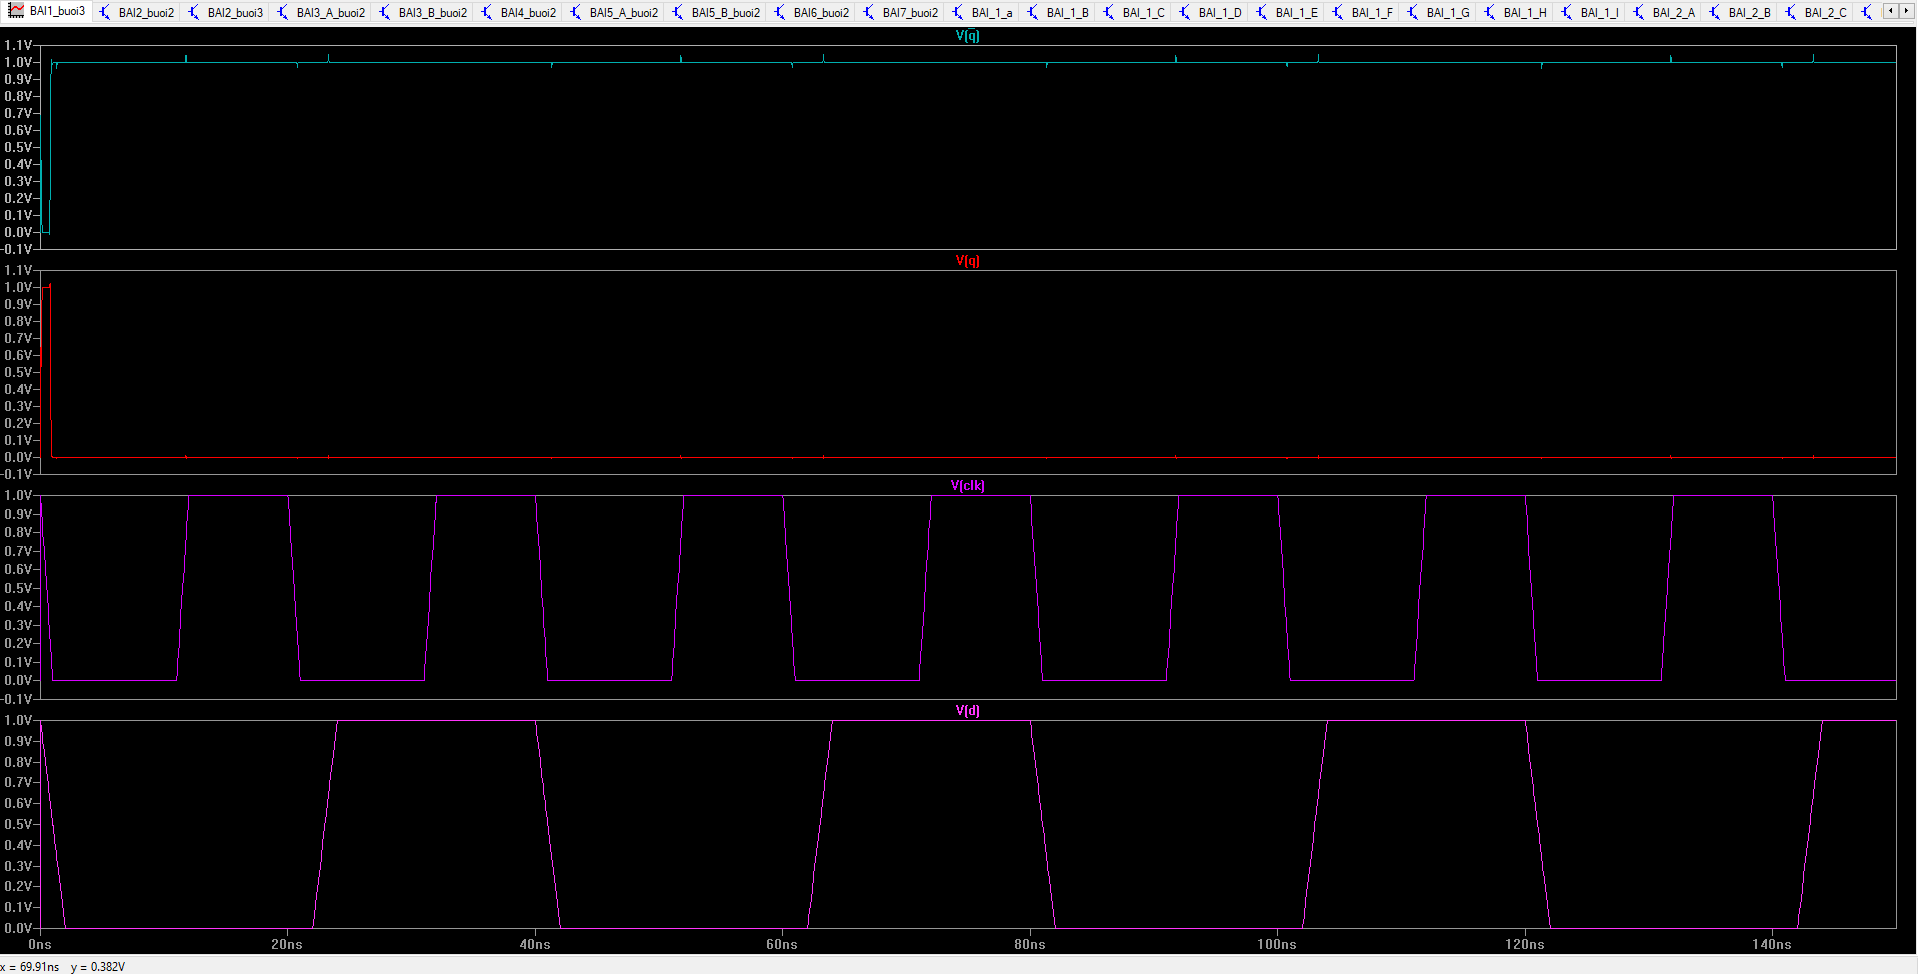 BAI1_buoi3 BAI2_buoi2 BAI2_buoi3 BAI3_A_buoi2 BAI3_B_buoi2 BAI4_buoi2 BAI5_A_buoi2 BAI5_B_buoi2 BAI6_buoi2 BAI7_buoi2 BAI_1_a BAI_1_B BAI_1_C BAI_1_D BAI_1_E BAI_1_F BAI_1_G BAI_1_H BAI_1_I BAI_2_A BAI_2_B BAI_2_C
V(q̅)
1.1V
1.0V
0.9V
0.8V
0.7V
0.6V
0.5V
0.4V
0.3V
0.2V
0.1V
0.0V
-0.1V
V(q)
1.1V
1.0V
0.9V
0.8V
0.7V
0.6V
0.5V
0.4V
0.3V
0.2V
0.1V
0.0V
-0.1V
V(clk)
1.0V
0.9V
0.8V
0.7V
0.6V
0.5V
0.4V
0.3V
0.2V
0.1V
0.0V
-0.1V
V(d)
1.0V
0.9V
0.8V
0.7V
0.6V
0.5V
0.4V
0.3V
0.2V
0.1V
0.0V
0ns 20ns 40ns 60ns 80ns 100ns 120ns 140ns
x = 69.91ns y = 0.382V